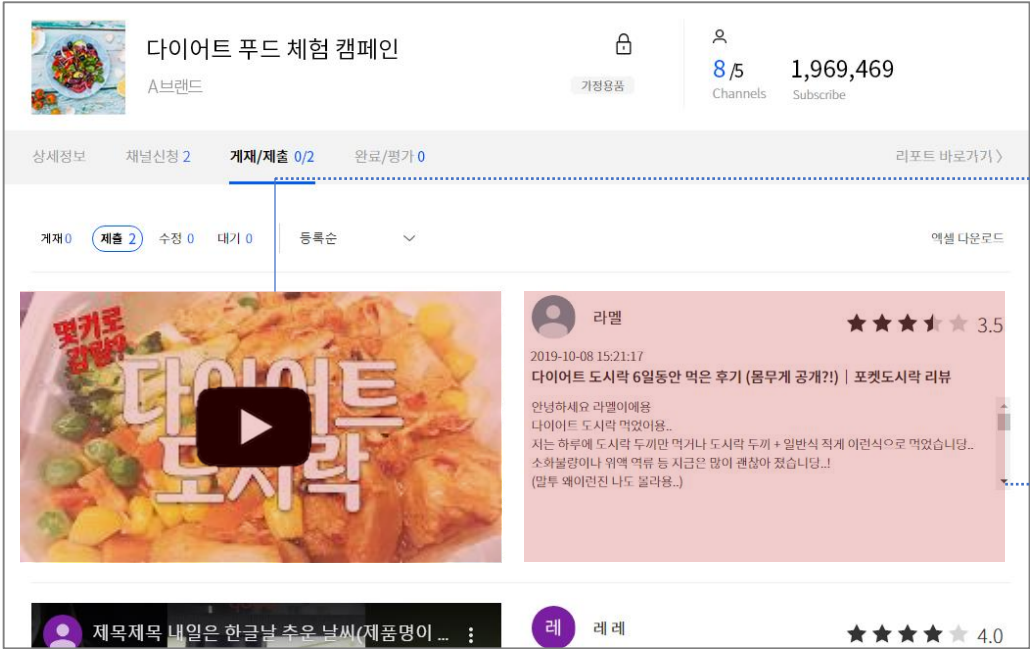 다이어트 푸드 체험 캠페인
A브랜드
가정용품
8 /5
Channels
1,969,469
Subscribe
상세정보 채널신청 2 게재/제출 0/2 완료/평가 0 리포트 바로가기 〉
게재 0 제출 2 수정 0 대기 0 등록순 엑셀 다운로드
몇키로
감량?
다이어트
도시락
라멜
3.5
2019-10-08 15:21:17
다이어트 도시락 6일동안 먹은 후기 (몸무게 공개?!) | 포켓도시락 리뷰
안녕하세요 라멜이에용
다이이트 도시락 먹었이용..
저는 하루에 도시락 두끼만 먹거나 도시락 두끼 + 일반식 적게 이런식으로 먹었습니당..
소화불량이나 위액 역류 등 지금은 많이 괜찮아 졌습니당..!
(말투 왜이런진 나도 몰라용..)
제목제목 내일은 한글날 추운 날씨(제품명이 ...
레
레 레
4.0